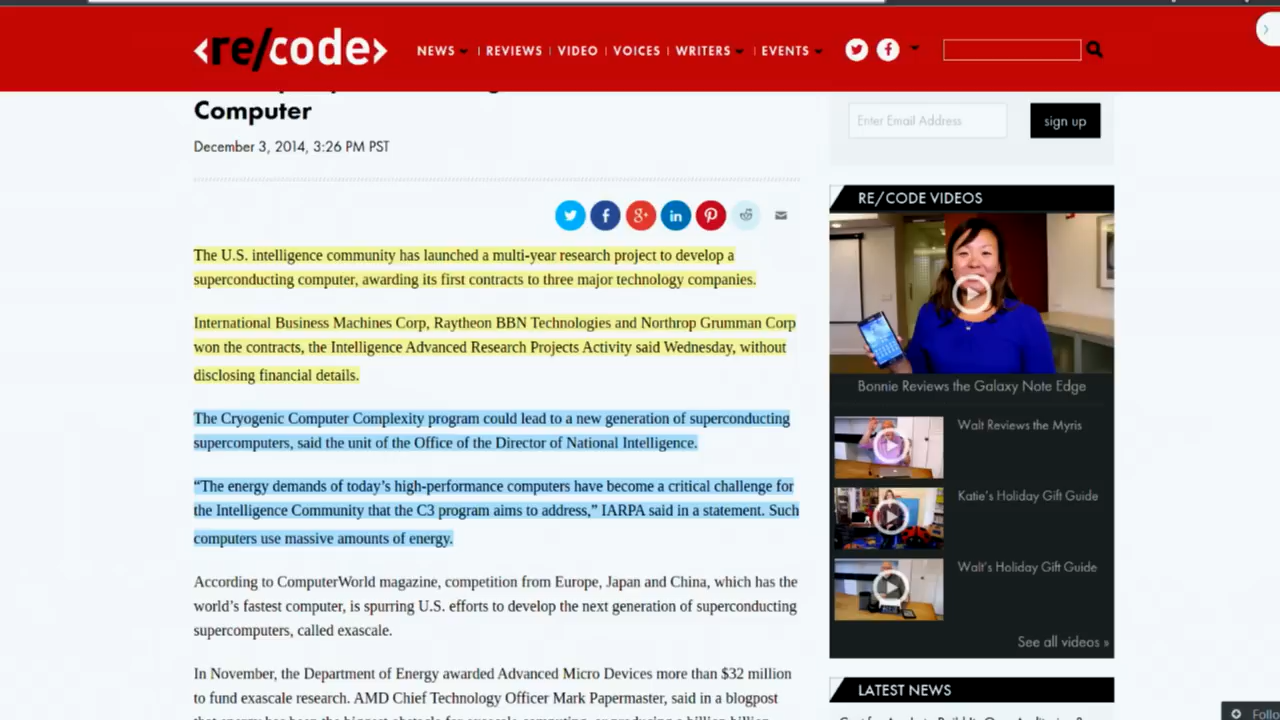 <re/code>
NEWS
REVIEWS
VIDEO
VOICES
WRITERS
EVENTS
Computer
December 3, 2014, 3:26 PM PST
The U.S. intelligence community has launched a multi-year research project to develop a
superconducting computer, awarding its first contracts to three major technology companies.
International Business Machines Corp, Raytheon BBN Technologies and Northrop Grumman Corp
won the contracts, the Intelligence Advanced Research Projects Activity said Wednesday, without
disclosing financial details.
The Cryogenic Computer Complexity program could lead to a new generation of superconducting
supercomputers, said the unit of the Office of the Director of National Intelligence.
“The energy demands of today’s high-performance computers have become a critical challenge for
the Intelligence Community that the C3 program aims to address,” IARPA said in a statement. Such
computers use massive amounts of energy.
According to ComputerWorld magazine, competition from Europe, Japan and China, which has the
world’s fastest computer, is spurring U.S. efforts to develop the next generation of superconducting
supercomputers, called exascale.
In November, the Department of Energy awarded Advanced Micro Devices more than $32 million
to fund exascale research. AMD Chief Technology Officer Mark Papermaster, said in a blogpost
Enter Email Address
sign up
RE/CODE VIDEOS
Bonnie Reviews the Galaxy Note Edge
Walt Reviews the Myris
Katie’s Holiday Gift Guide
Walt’s Holiday Gift Guide
See all videos »
LATEST NEWS